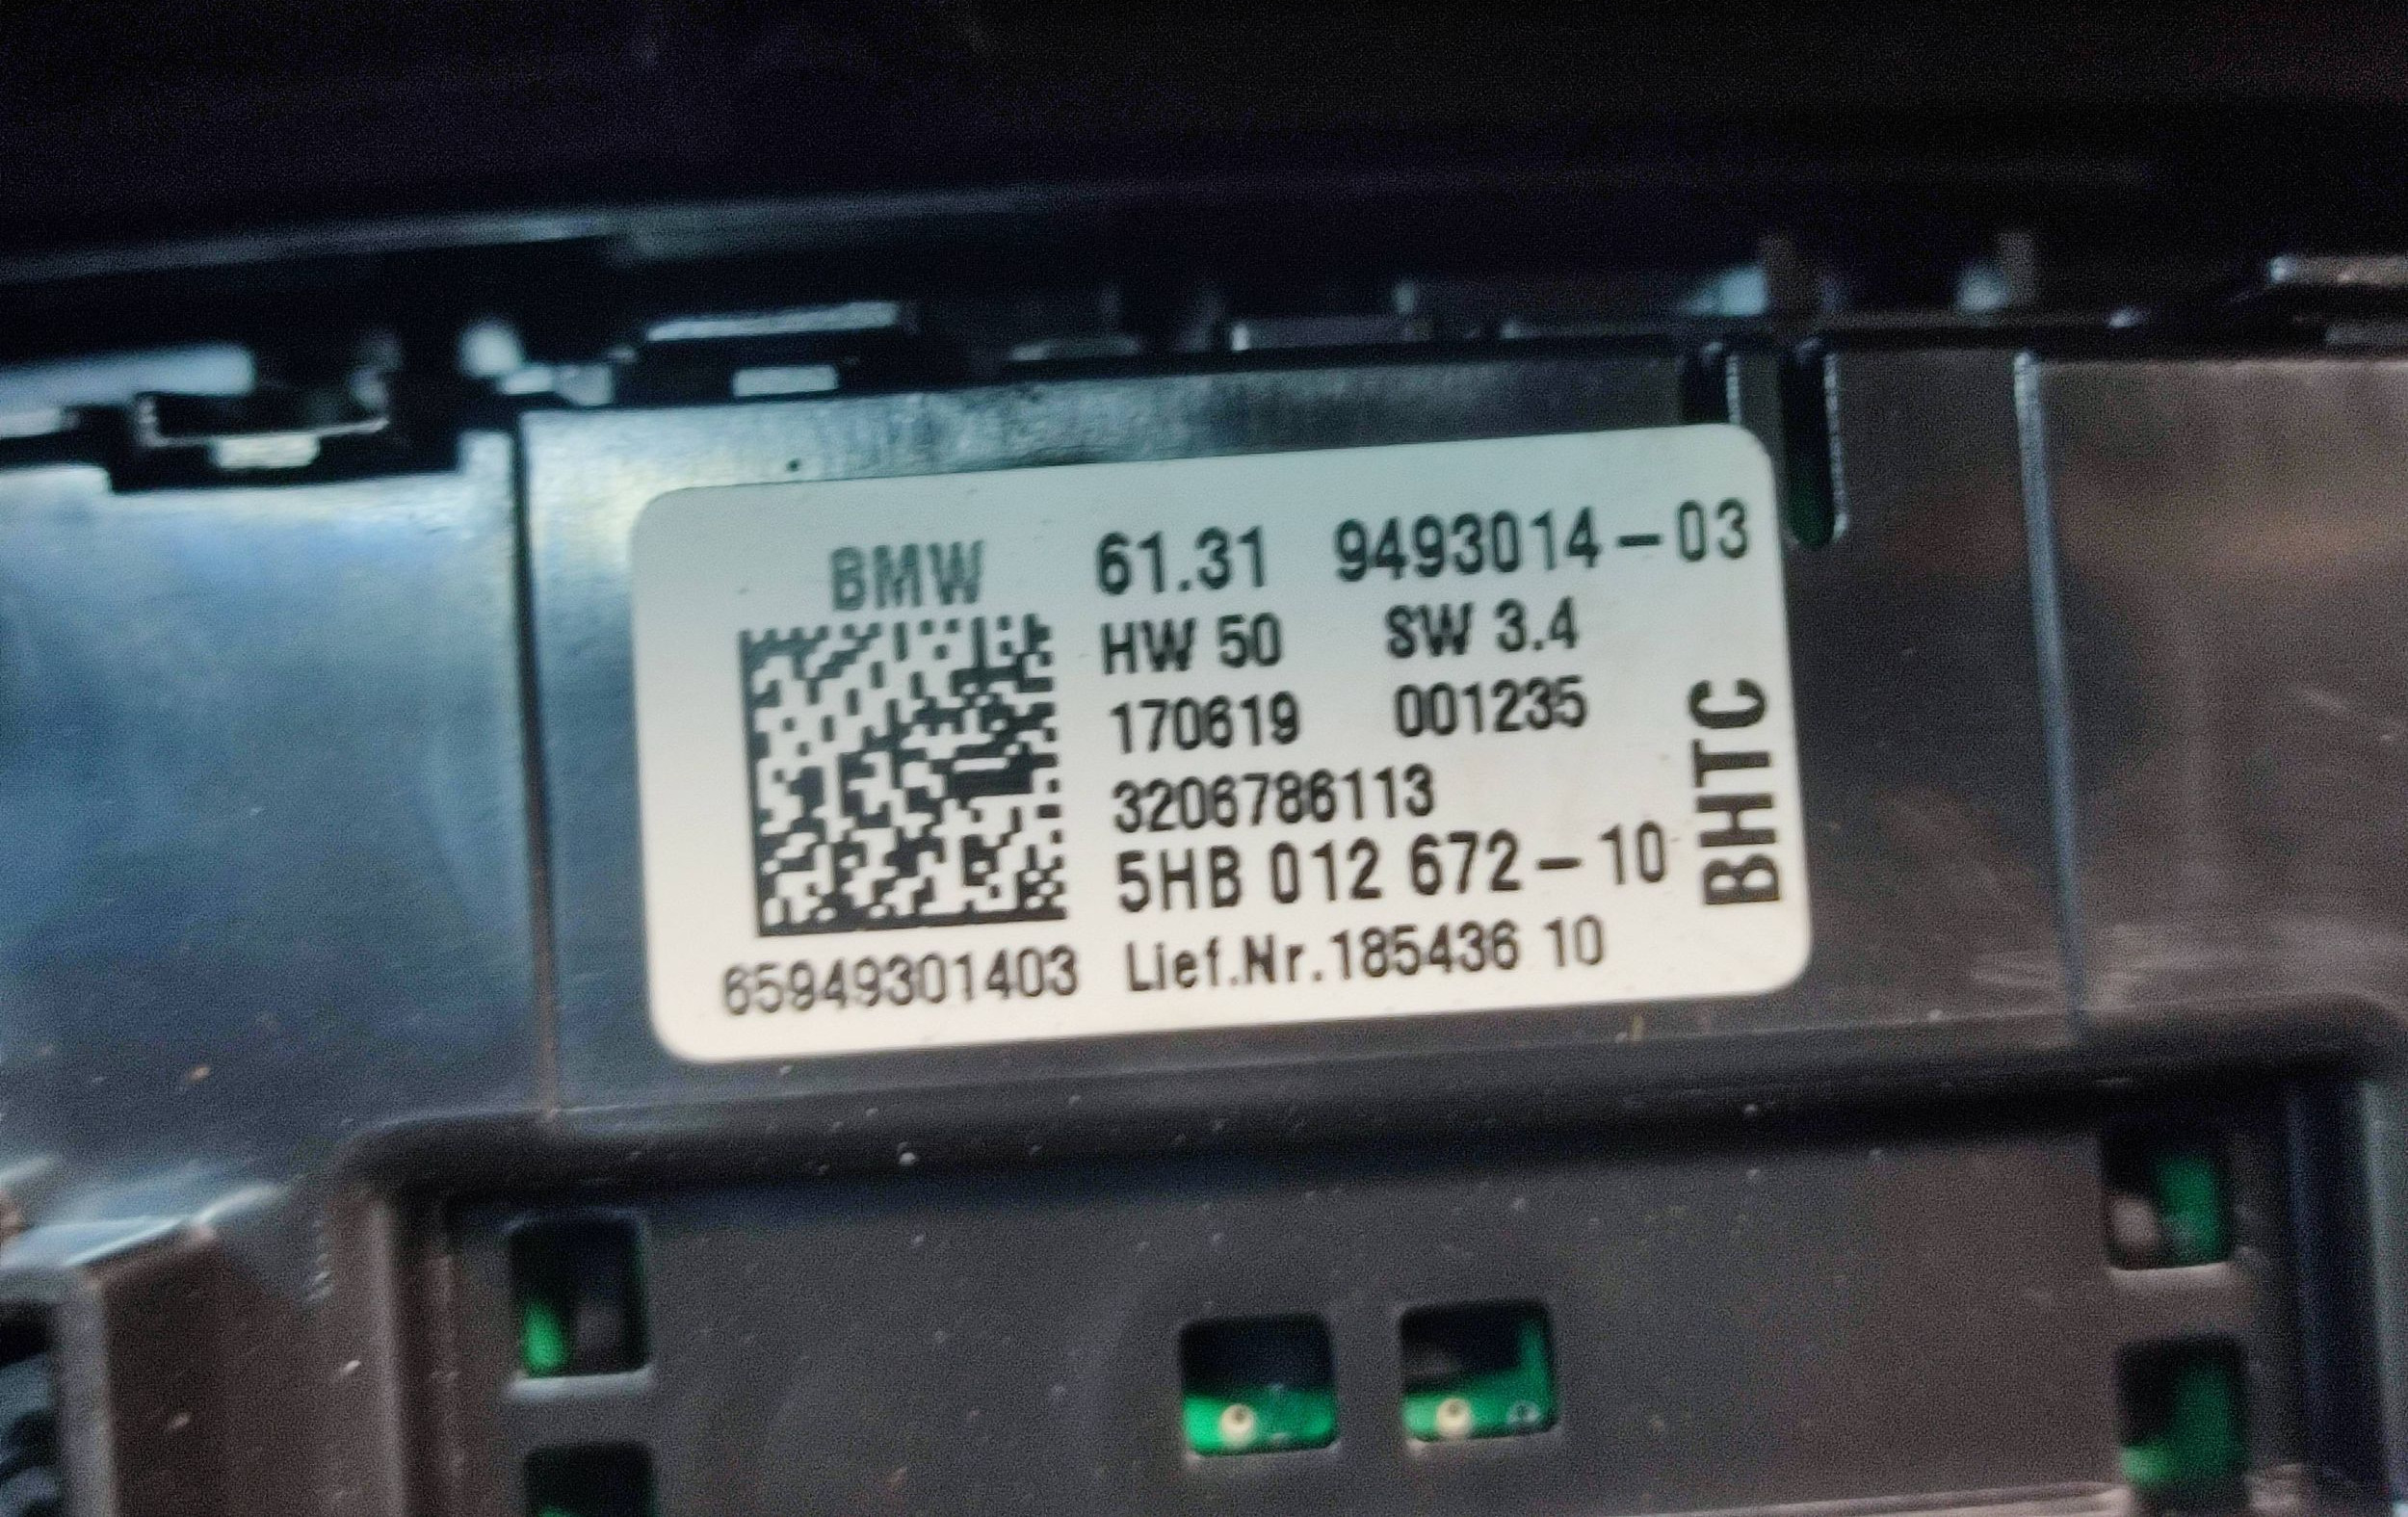 BMW 61.31 9493014-03
HW 50 SW 3.4
170619 001235
3206786113
5HB 012 672-10
65949301403 Lief.Nr.185436 10
BHTC